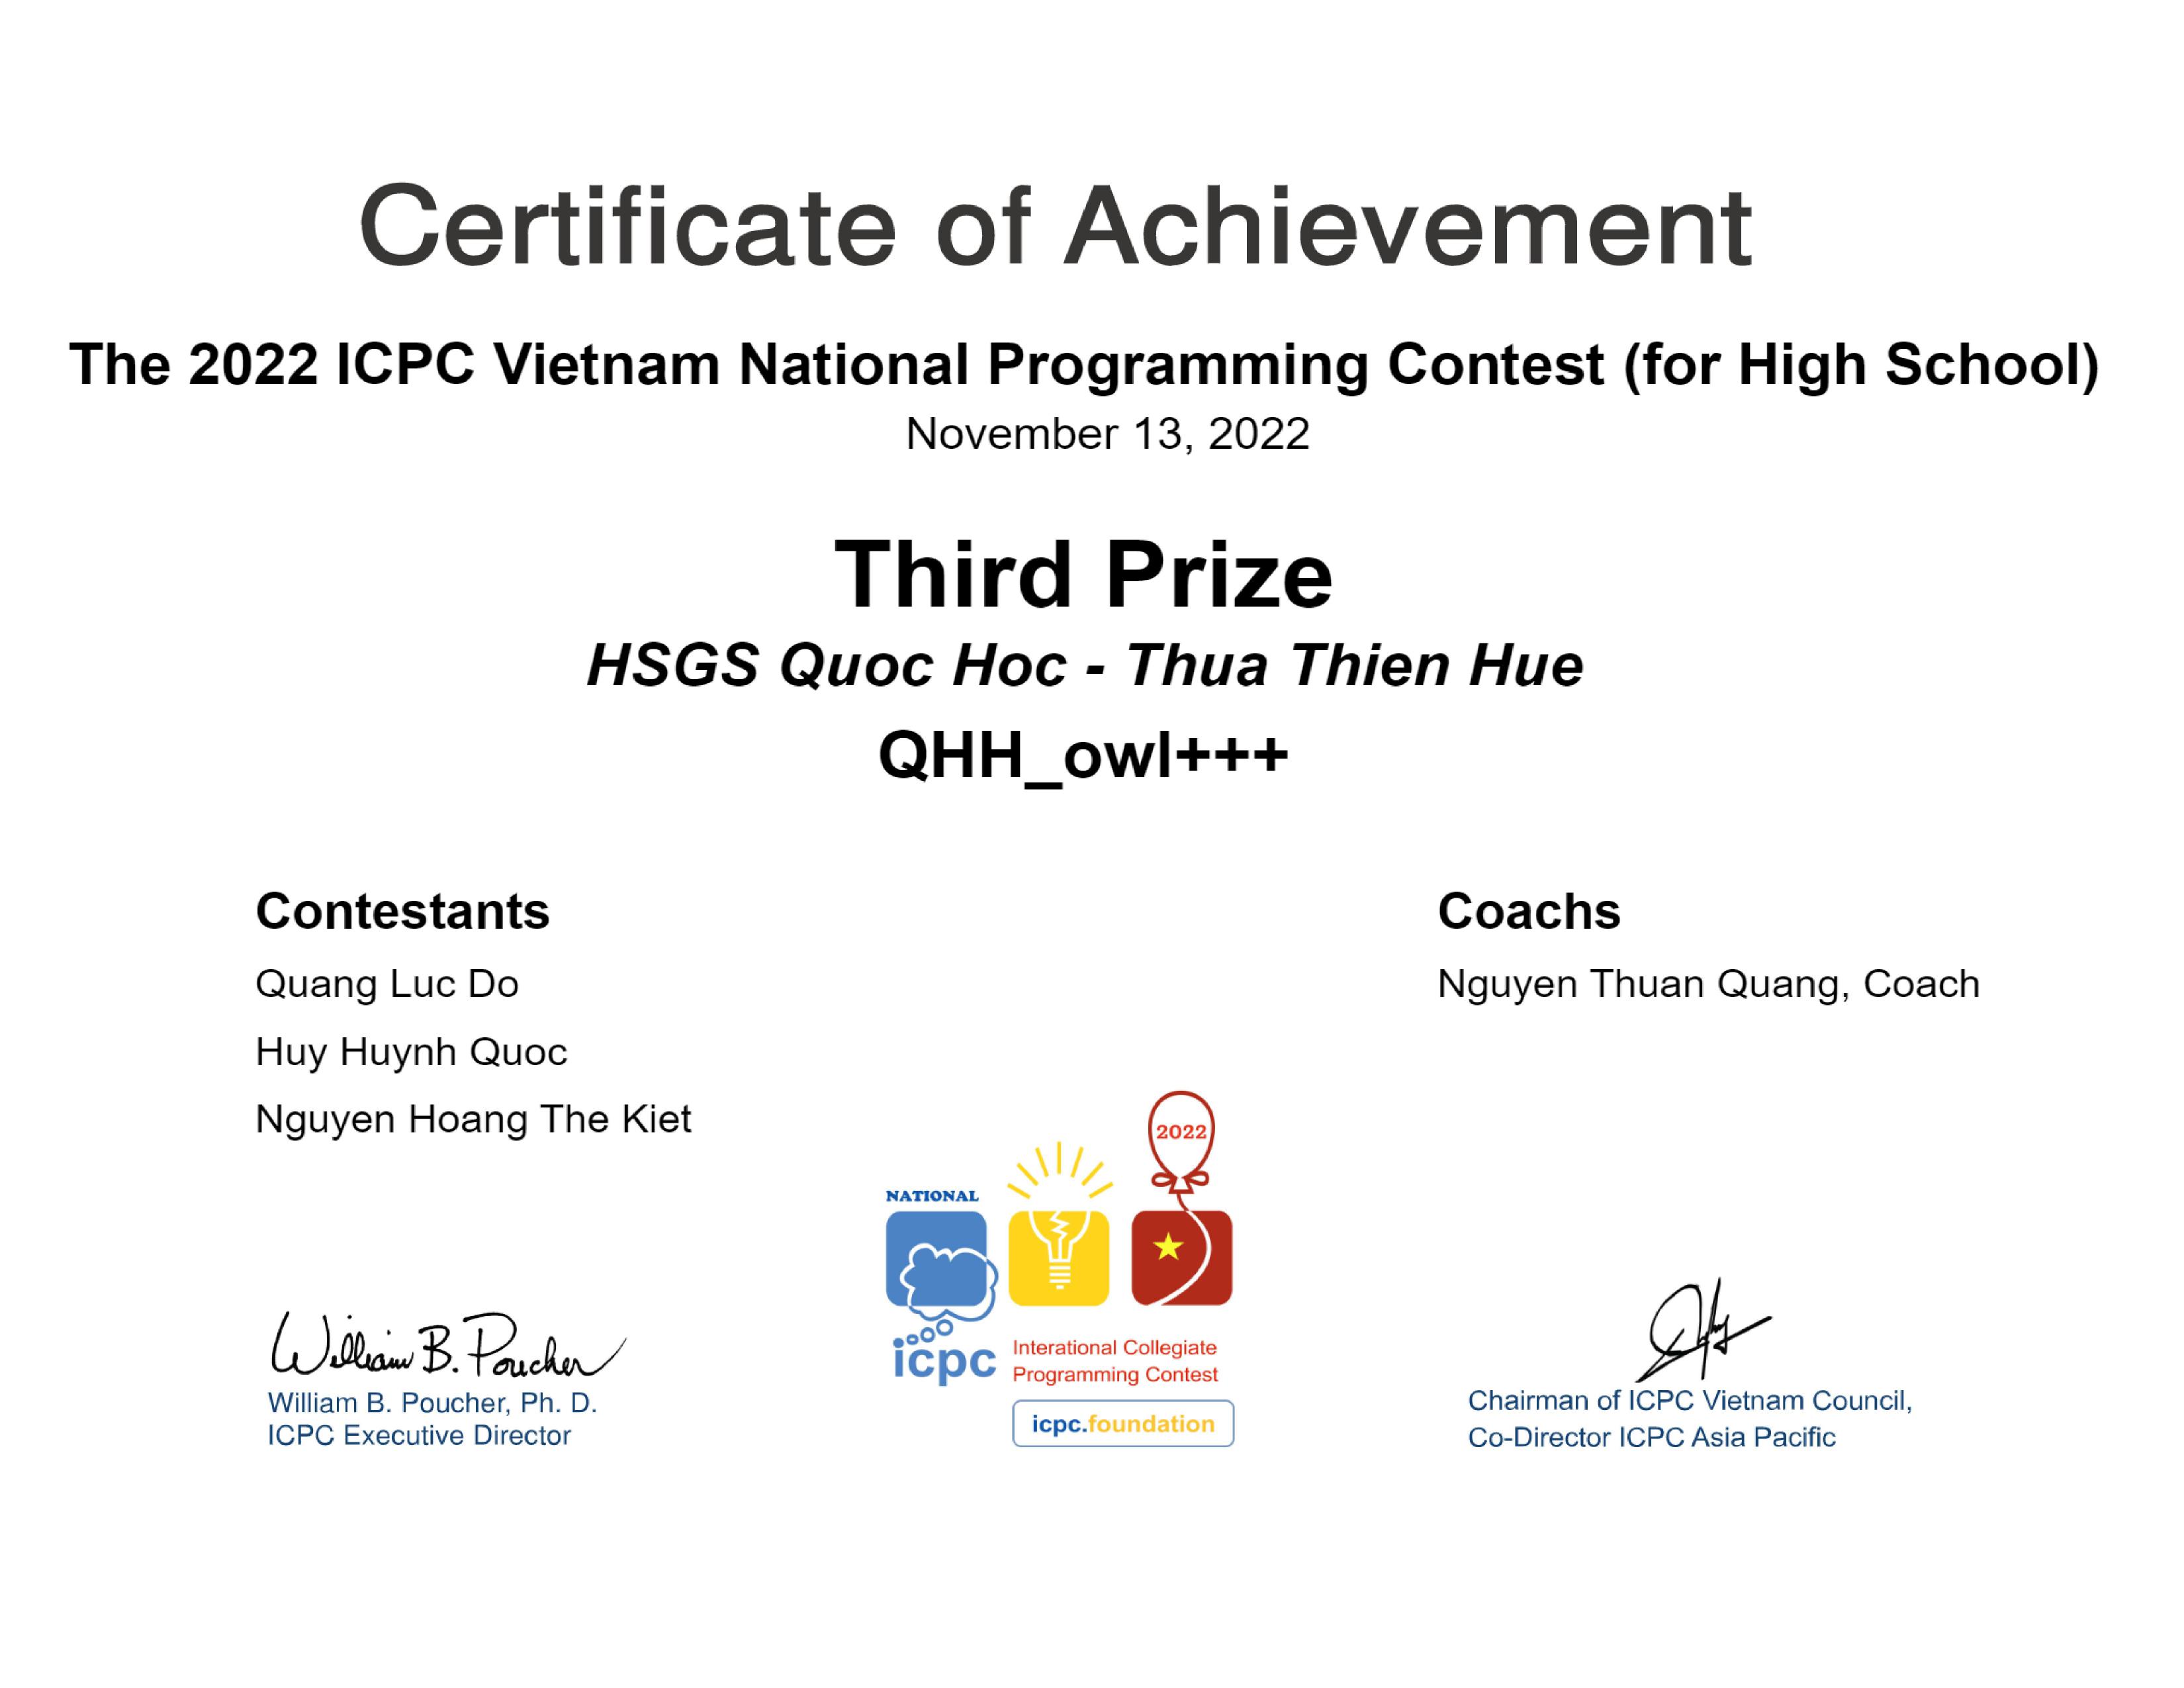 Certificate of Achievement
The 2022 ICPC Vietnam National Programming Contest (for High School)
November 13, 2022
Third Prize
HSGS Quoc Hoc - Thua Thien Hue
QHH_owl+++
Contestants
Quang Luc Do
Huy Huynh Quoc
Nguyen Hoang The Kiet
Coachs
Nguyen Thuan Quang, Coach
2022
NATIONAL
icpc
Interational Collegiate
Programming Contest
icpc.foundation
William B. Poucher
William B. Poucher, Ph. D.
ICPC Executive Director
Chairman of ICPC Vietnam Council,
Co-Director ICPC Asia Pacific